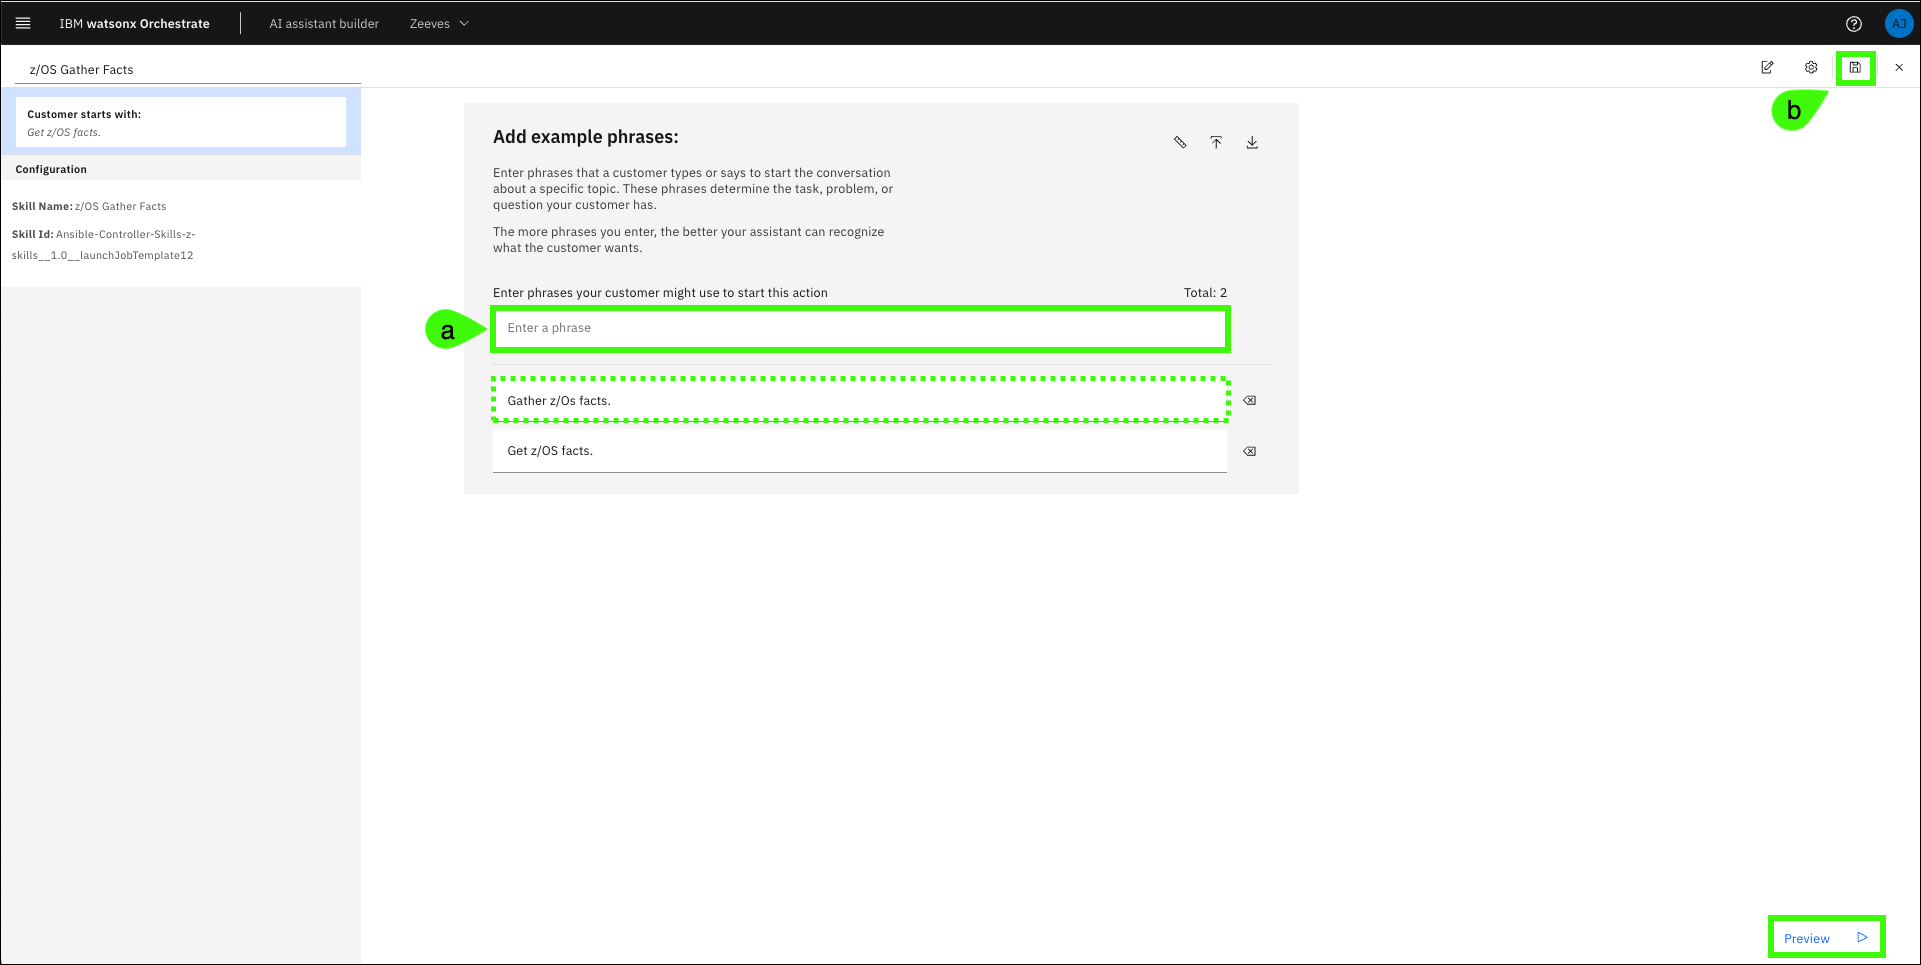 IBM watsonx Orchestrate
AI assistant builder
Zeeves
AJ
z/OS Gather Facts
b
Customer starts with:
Get z/OS facts.
Configuration
Skill Name: z/OS Gather Facts
Skill Id: Ansible-Controller-Skills-z-
skills__1.0__launchJobTemplate12
Add example phrases:
Enter phrases that a customer types or says to start the conversation
about a specific topic. These phrases determine the task, problem, or
question your customer has.
The more phrases you enter, the better your assistant can recognize
what the customer wants.
Enter phrases your customer might use to start this action
Total: 2
a
Enter a phrase
Gather z/Os facts.
Get z/OS facts.
Preview